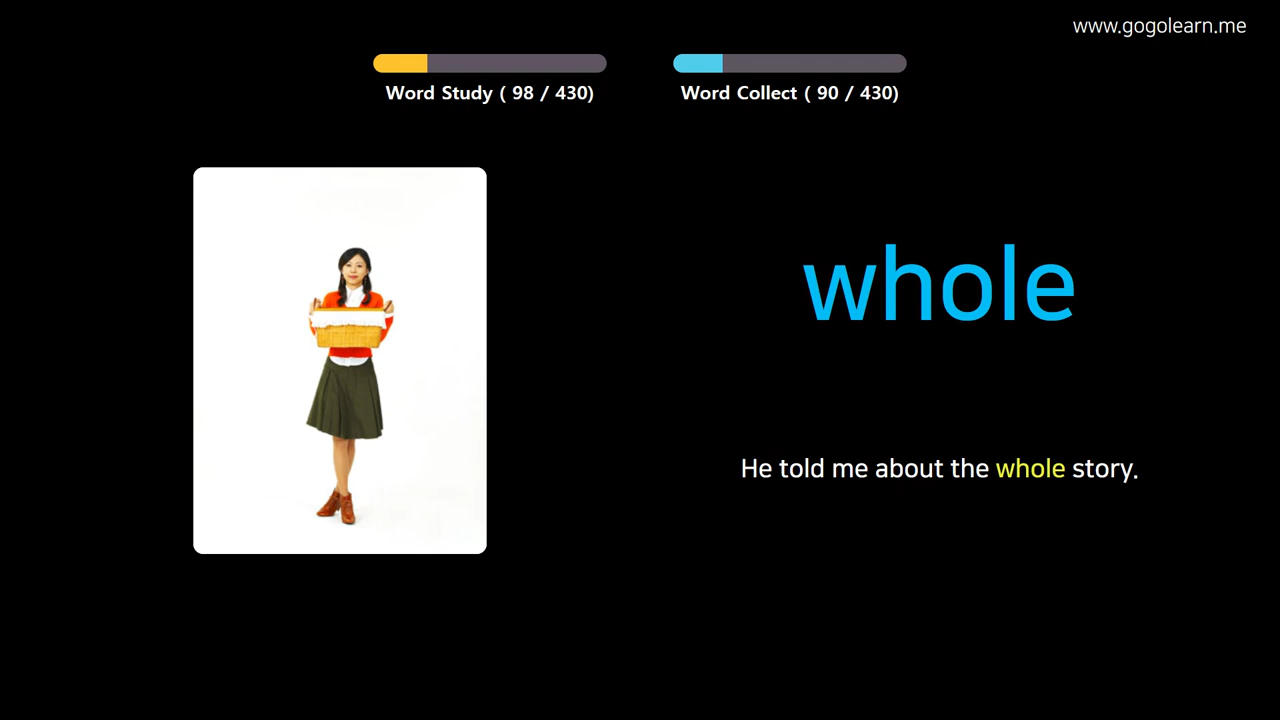 www.gogolearn.me
Word Study ( 98 / 430)
Word Collect ( 90 / 430)
whole
He told me about the whole story.